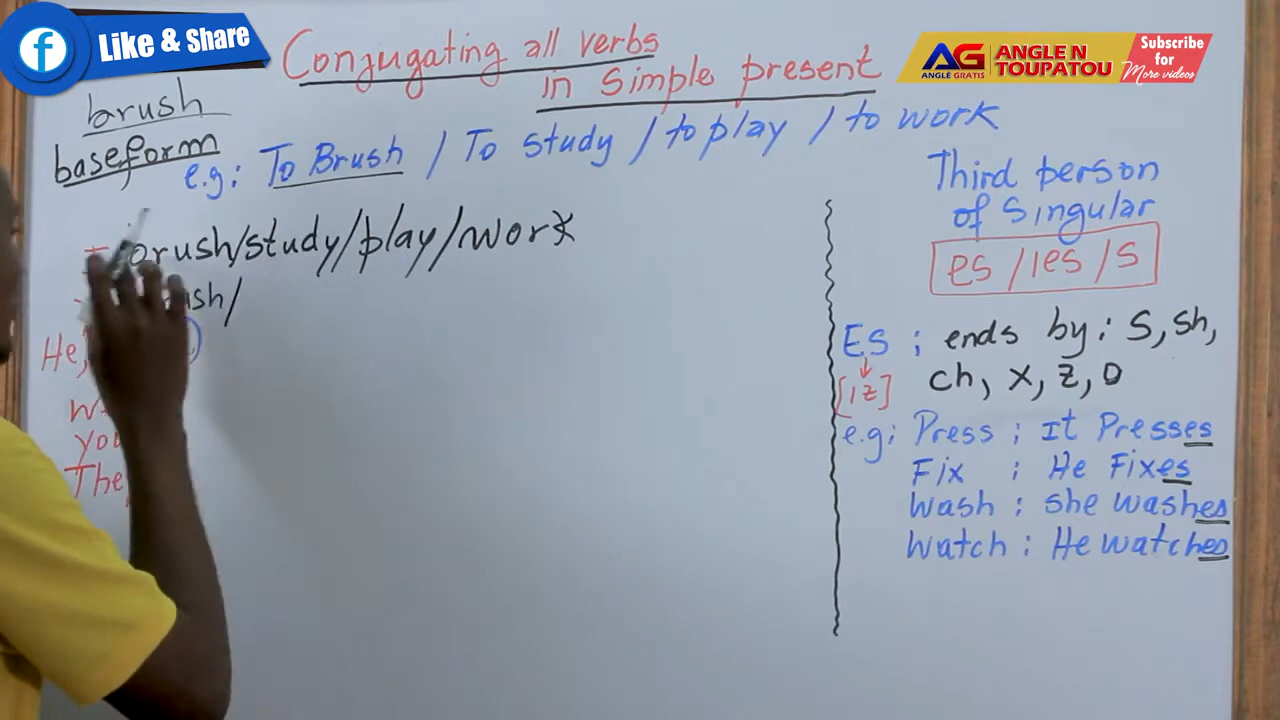 Like & Share
AG
ANGLE GRATIS
ANGLE N
TOUPATOU
Subscribe
for
More videos
Conjugating all verbs
in Simple present
brush
baseform
e.g: To Brush / To study / to play / to work
I brush/study/play/work
He,
The
Third person
of Singular
es / ies / s
ES : ends by: S, sh,
ch, x, z, o
[iz]
e.g: Press : It Presses
Fix : He Fixes
Wash : she washes
Watch : He watches